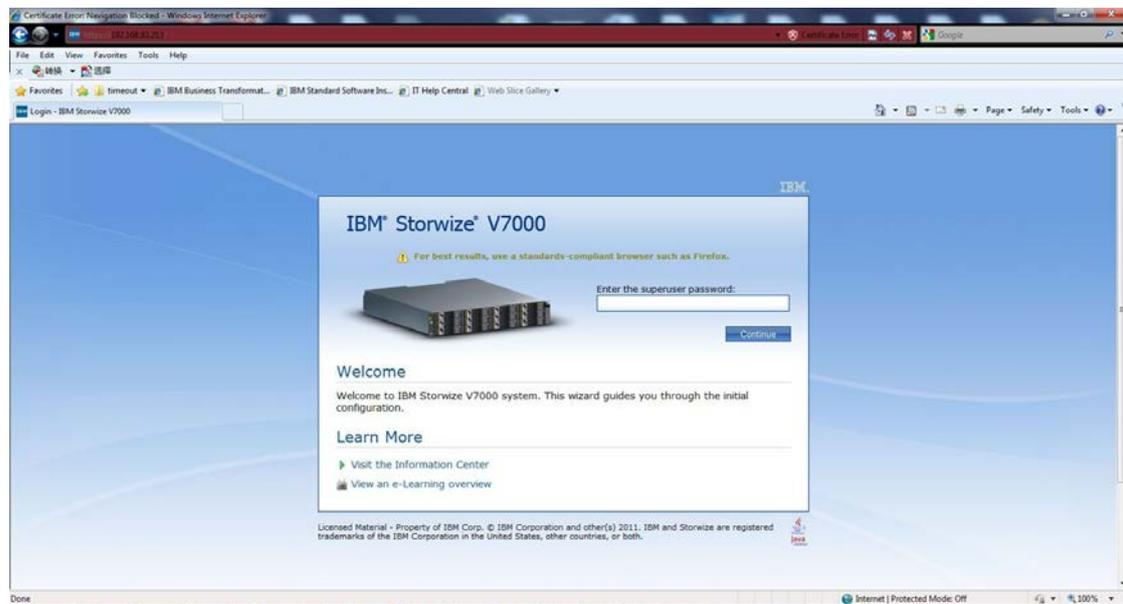 Certificate Error: Navigation Blocked - Windows Internet Explorer
Certificate Error
Google
File Edit View Favorites Tools Help
x 轉換 選擇
Favorites timeout IBM Business Transformat... IBM Standard Software Ins... IT Help Central Web Slice Gallery
Login - IBM Storwize V7000
Page Safety Tools
IBM.
IBM® Storwize® V7000
For best results, use a standards-compliant browser such as Firefox.
Enter the superuser password:
Continue
Welcome
Welcome to IBM Storwize V7000 system. This wizard guides you through the initial
configuration.
Learn More
Visit the Information Center
View an e-Learning overview
Licensed Material - Property of IBM Corp. © IBM Corporation and other(s) 2011. IBM and Storwize are registered
trademarks of the IBM Corporation in the United States, other countries, or both.
Java
Done
Internet | Protected Mode: Off
100%